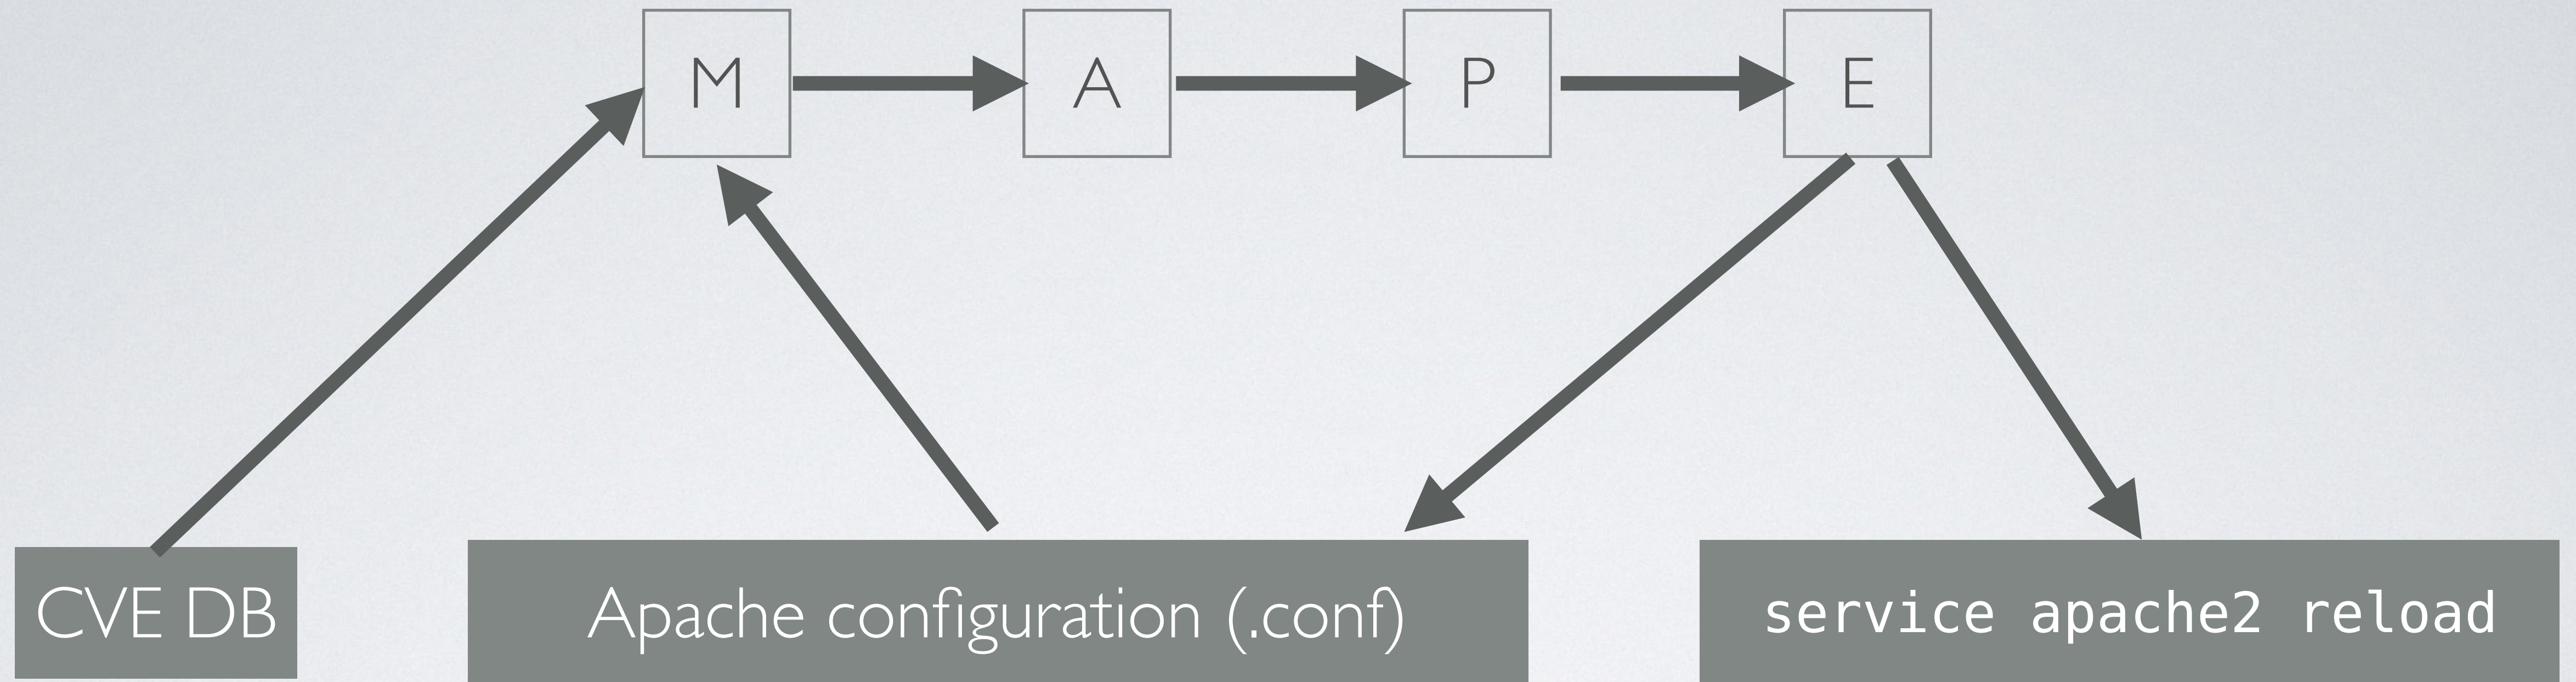 M
A
P
E
CVE DB
Apache configuration (.conf)
service apache2 reload